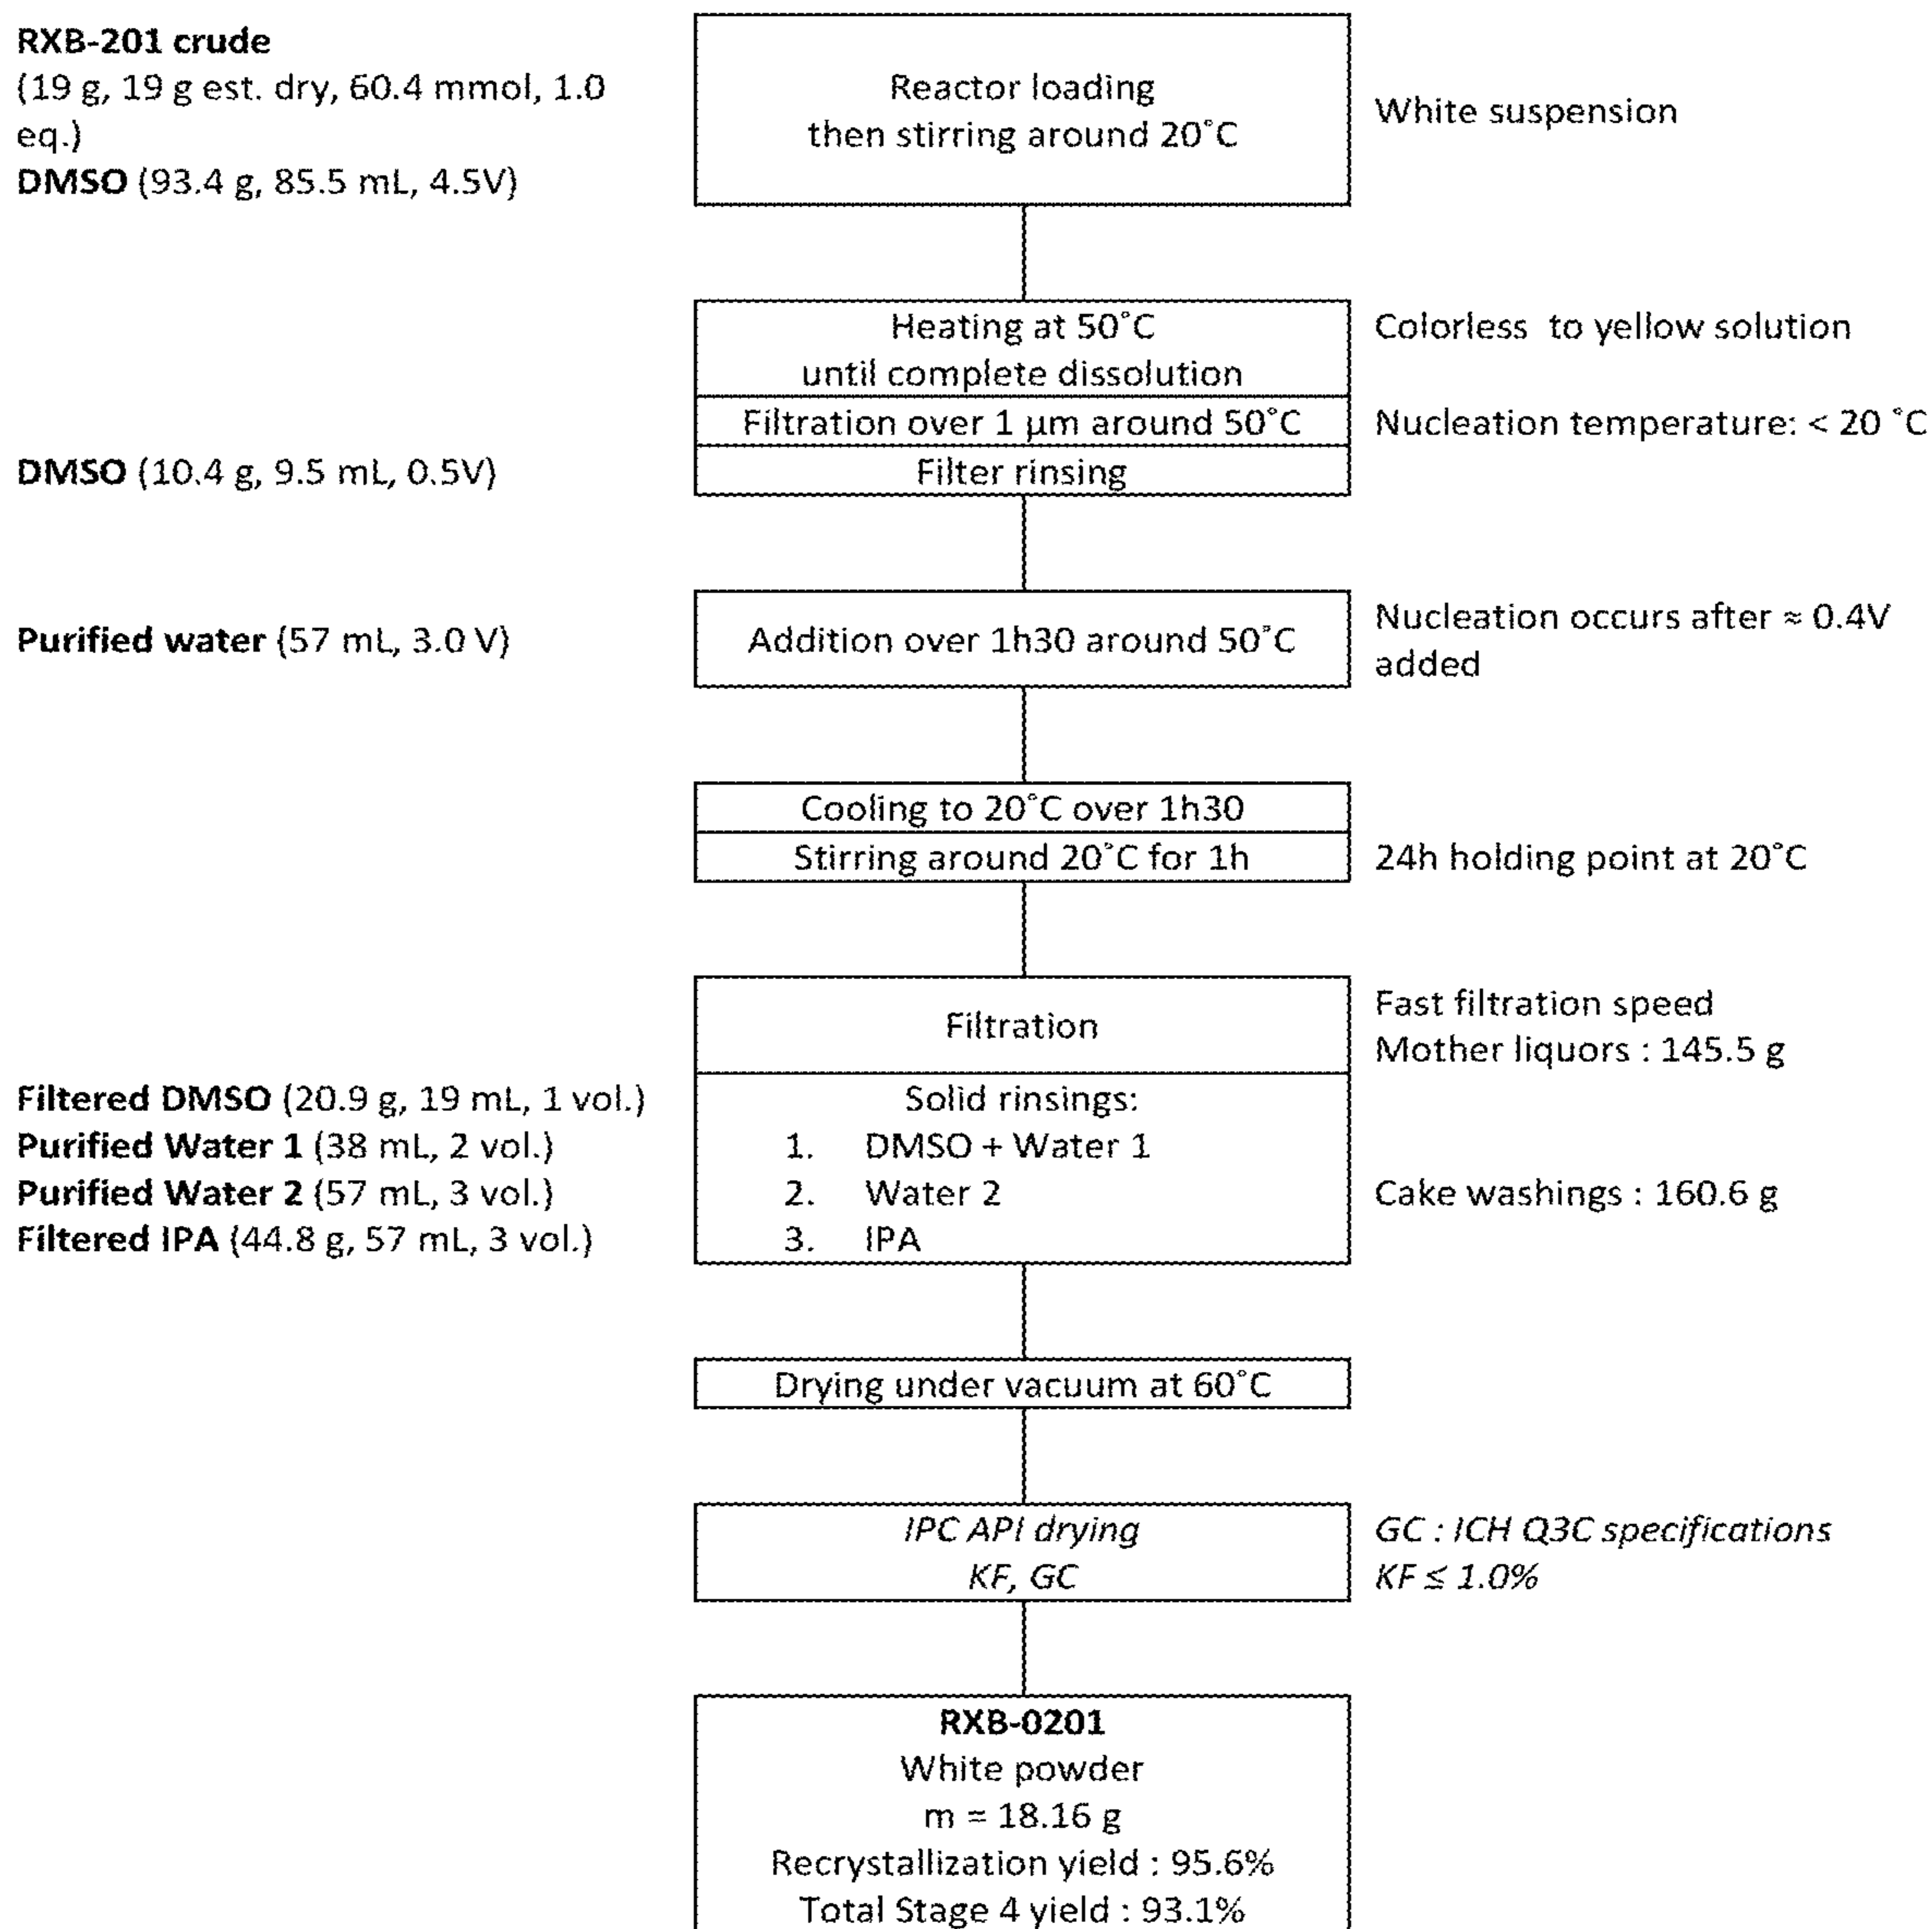 RXB-201 crude
(19 g, 19 g est. dry, 60.4 mmol, 1.0
eq.)
DMSO (93.4 g, 85.5 mL, 4.5V)
Reactor loading
then stirring around 20°C
White suspension
Heating at 50°C
until complete dissolution
Colorless to yellow solution
Filtration over 1 µm around 50°C
Nucleation temperature: < 20 °C
DMSO (10.4 g, 9.5 mL, 0.5V)
Filter rinsing
Purified water (57 mL, 3.0 V)
Addition over 1h30 around 50°C
Nucleation occurs after ≈ 0.4V
added
Cooling to 20°C over 1h30
Stirring around 20°C for 1h
24h holding point at 20°C
Filtration
Fast filtration speed
Mother liquors : 145.5 g
Filtered DMSO (20.9 g, 19 mL, 1 vol.)
Purified Water 1 (38 mL, 2 vol.)
Purified Water 2 (57 mL, 3 vol.)
Filtered IPA (44.8 g, 57 mL, 3 vol.)
Solid rinsings:
1. DMSO + Water 1
2. Water 2
3. IPA
Cake washings : 160.6 g
Drying under vacuum at 60°C
IPC API drying
KF, GC
GC : ICH Q3C specifications
KF ≤ 1.0%
RXB-0201
White powder
m = 18.16 g
Recrystallization yield : 95.6%
Total Stage 4 yield : 93.1%